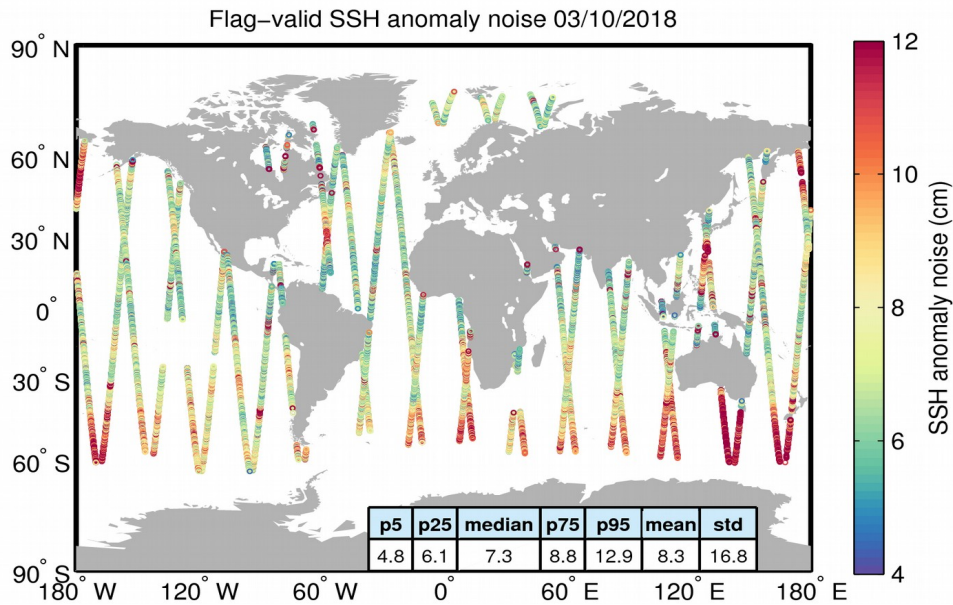 Flag–valid SSH anomaly noise 03/10/2018
90° N
60° N
30° N
0°
30° S
60° S
90° S
180° W
120° W
60° W
0°
60° E
120° E
180° E
p5 p25 median p75 p95 mean std
4.8 6.1 7.3 8.8 12.9 8.3 16.8
12
10
8
6
4
SSH anomaly noise (cm)